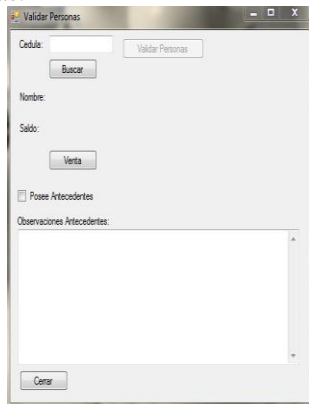 Validar Personas
Cedula: Validar Personas
Buscar
Nombre:
Saldo:
Venta
Posee Antecedentes
Observaciones Antecedentes:
Cerrar